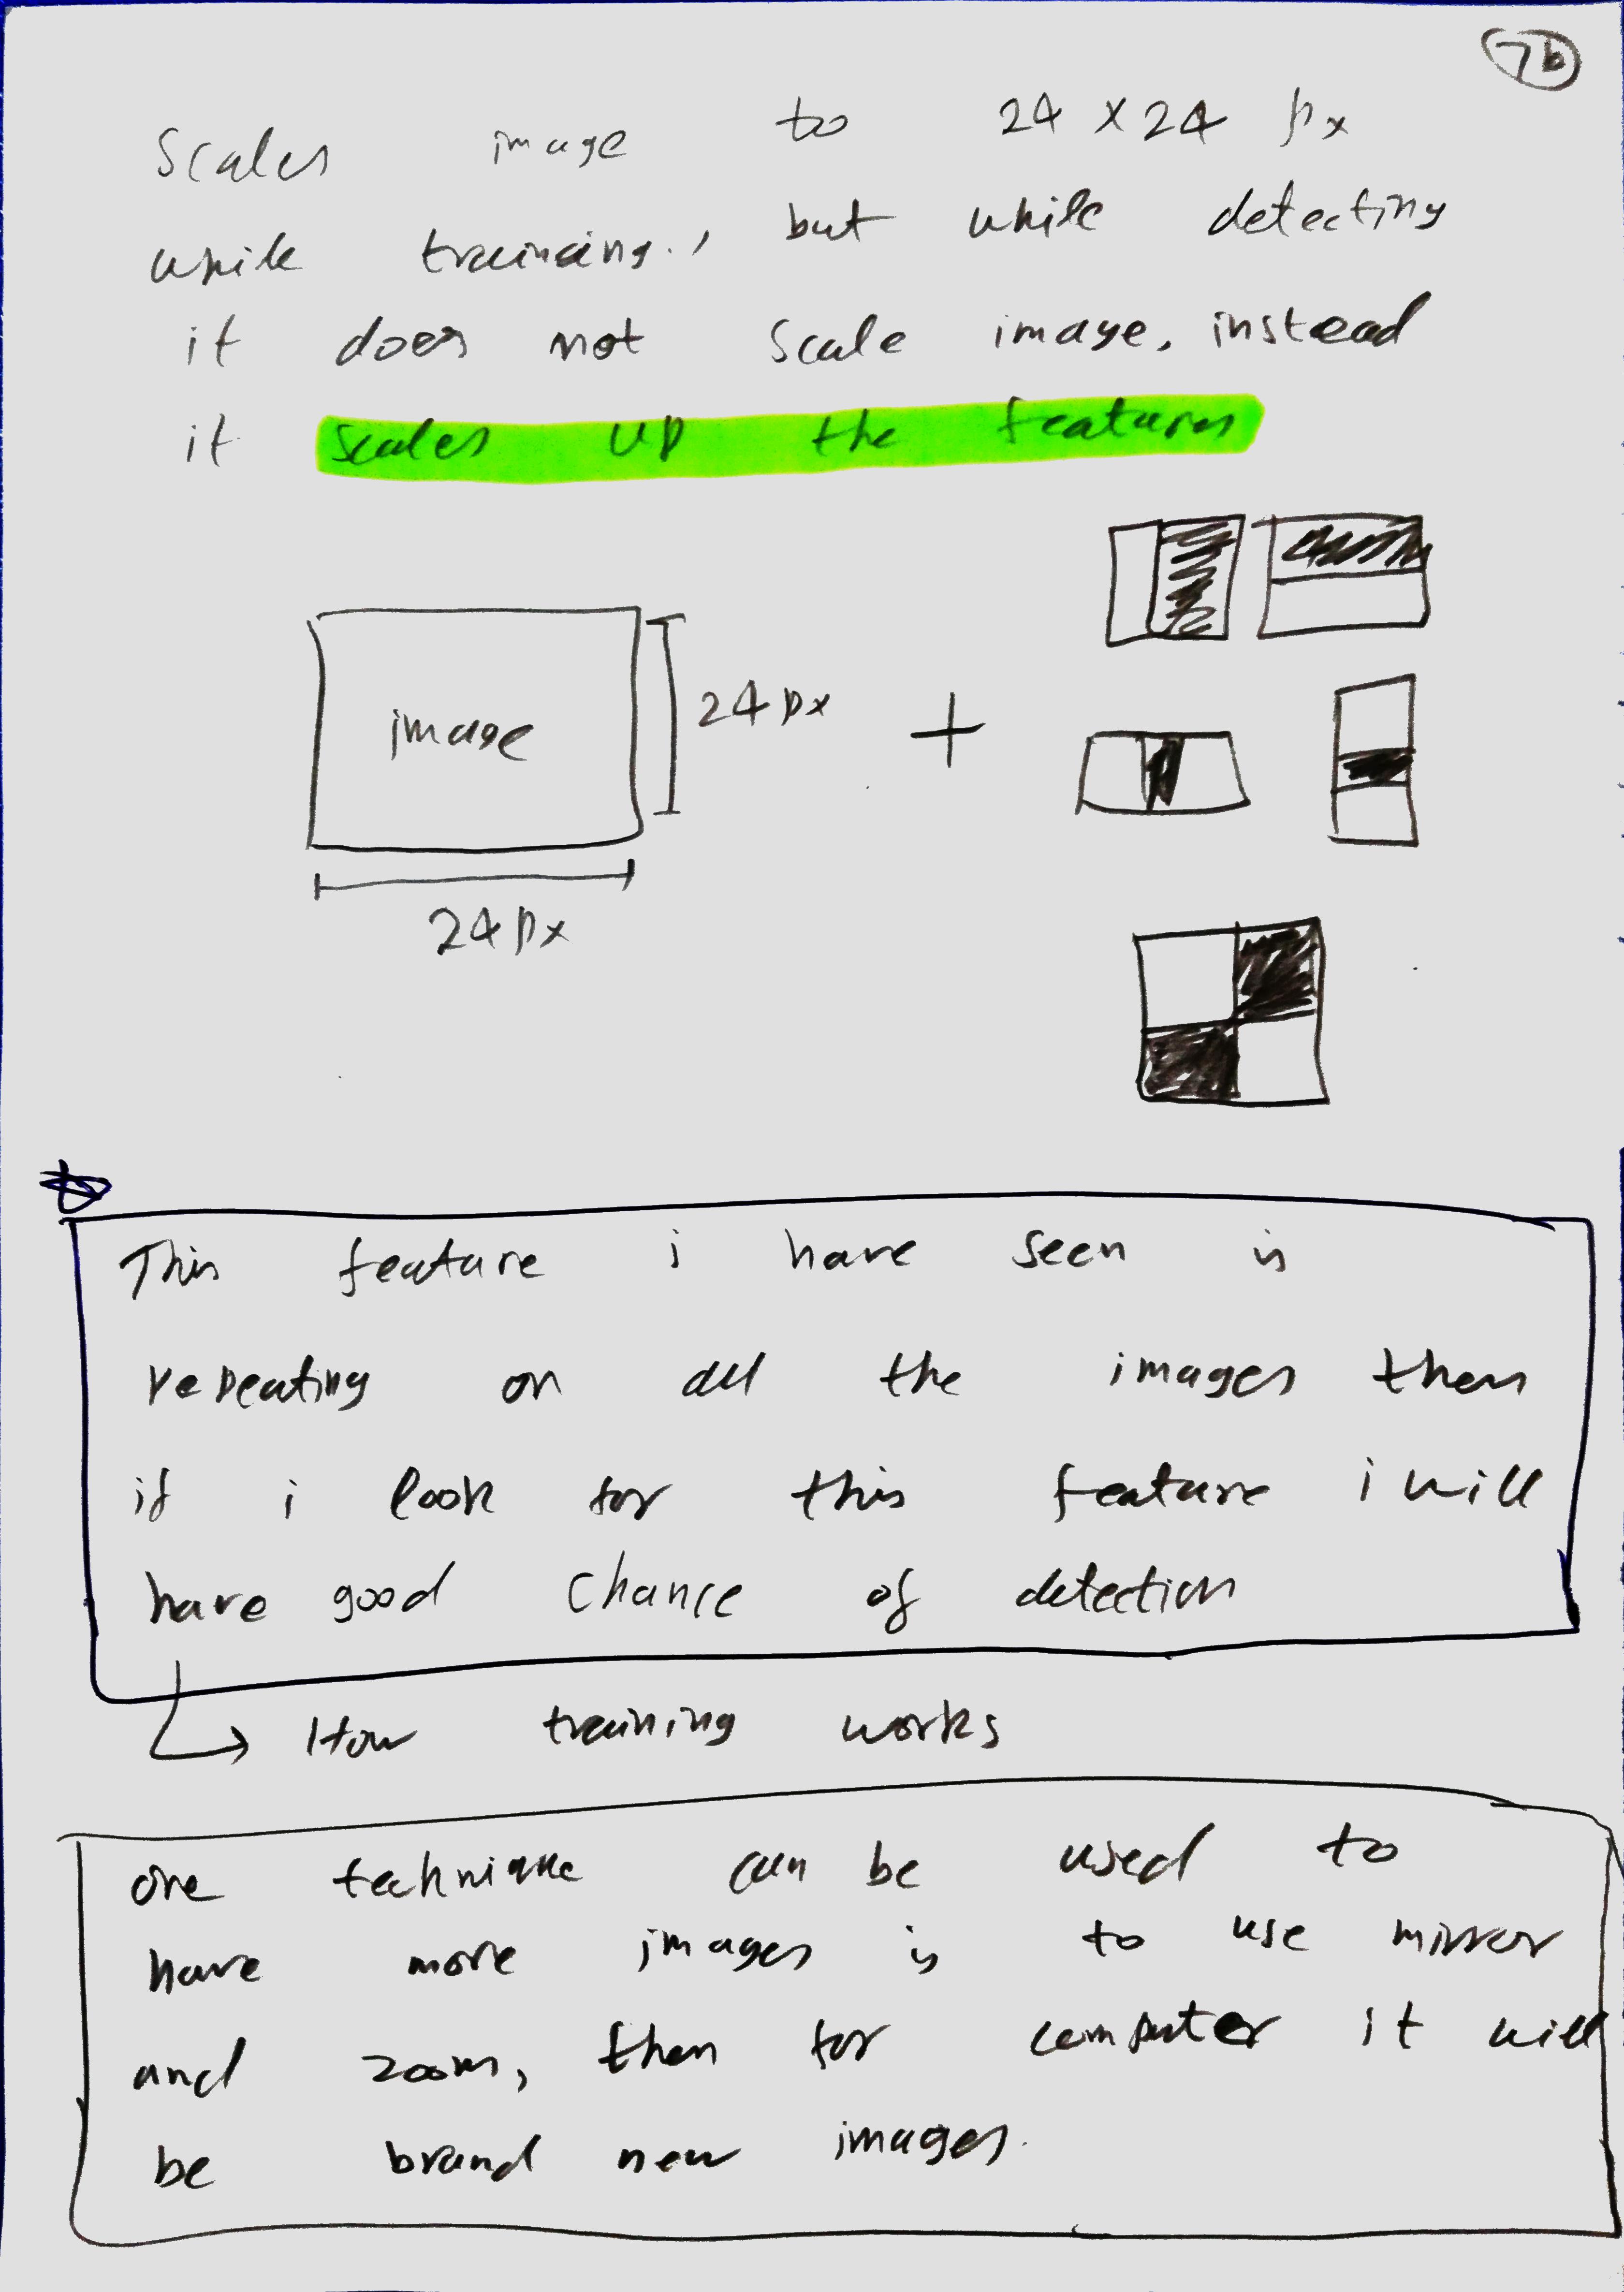 7b
Scales image to 24 x 24 px
while training., but while detecting
it does not scale image, instead
it scales up the features
image
24 px
+
24 px
This feature i have seen is
repeating on all the images then
if i look for this feature i will
have good chance of detection
How training works
one technique can be used to
have more images is to use mirror
and zoom, then for computer it will
be brand new images.